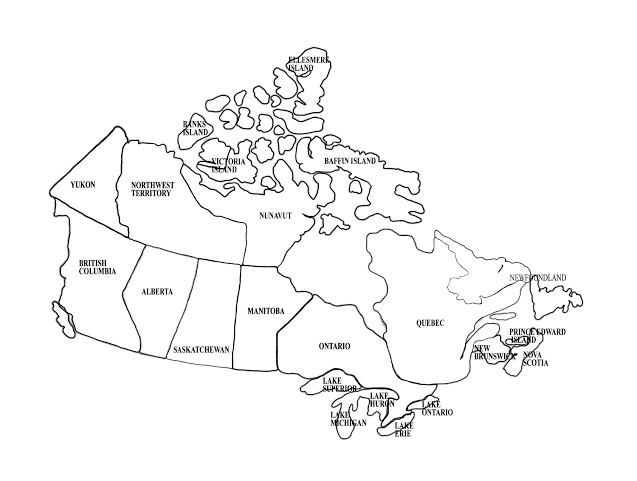 ELLESMERE
ISLAND
BANKS
ISLAND
VICTORIA
ISLAND
BAFFIN ISLAND
YUKON
NORTHWEST
TERRITORY
NUNAVUT
BRITISH
COLUMBIA
ALBERTA
SASKATCHEWAN
MANITOBA
ONTARIO
QUEBEC
NEWFOUNDLAND
PRINCE EDWARD
ISLAND
NEW
BRUNSWICK
NOVA
SCOTIA
LAKE
SUPERIOR
LAKE
HURON
LAKE
MICHIGAN
LAKE
ONTARIO
LAKE
ERIE